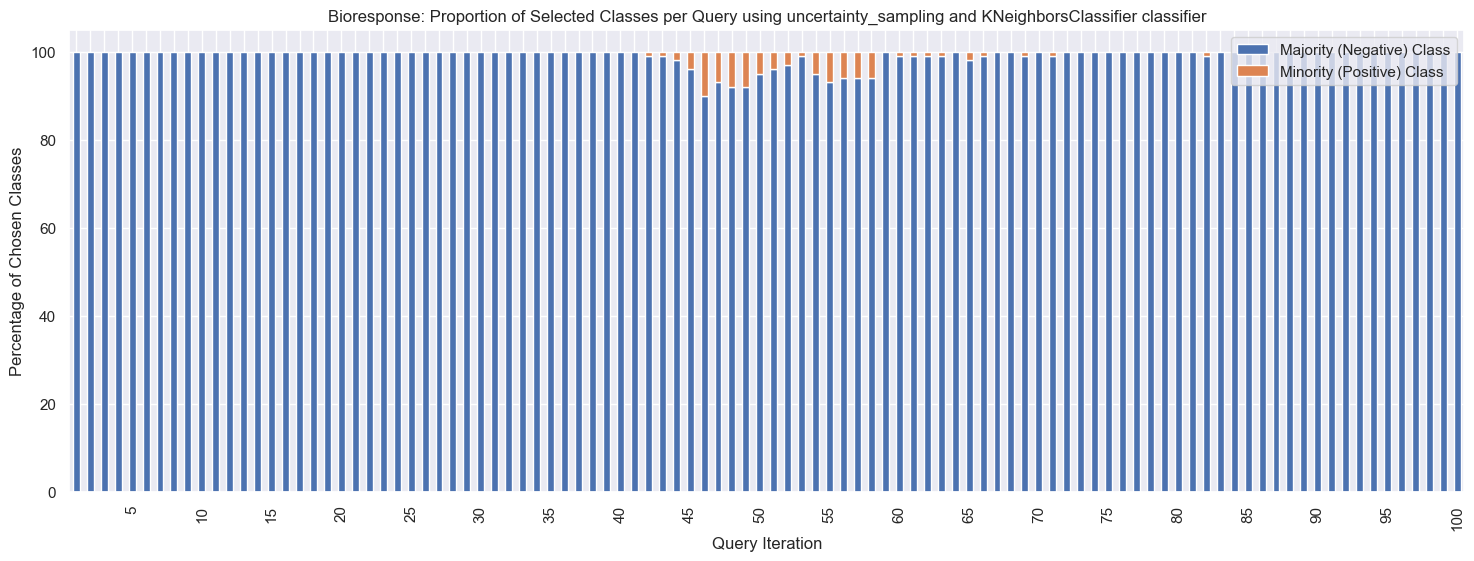 Bioresponse: Proportion of Selected Classes per Query using uncertainty_sampling and KNeighborsClassifier classifier
Majority (Negative) Class
Minority (Positive) Class
Percentage of Chosen Classes
100
80
60
40
20
0
5 10 15 20 25 30 35 40 45 50 55 60 65 70 75 80 85 90 95 100
Query Iteration